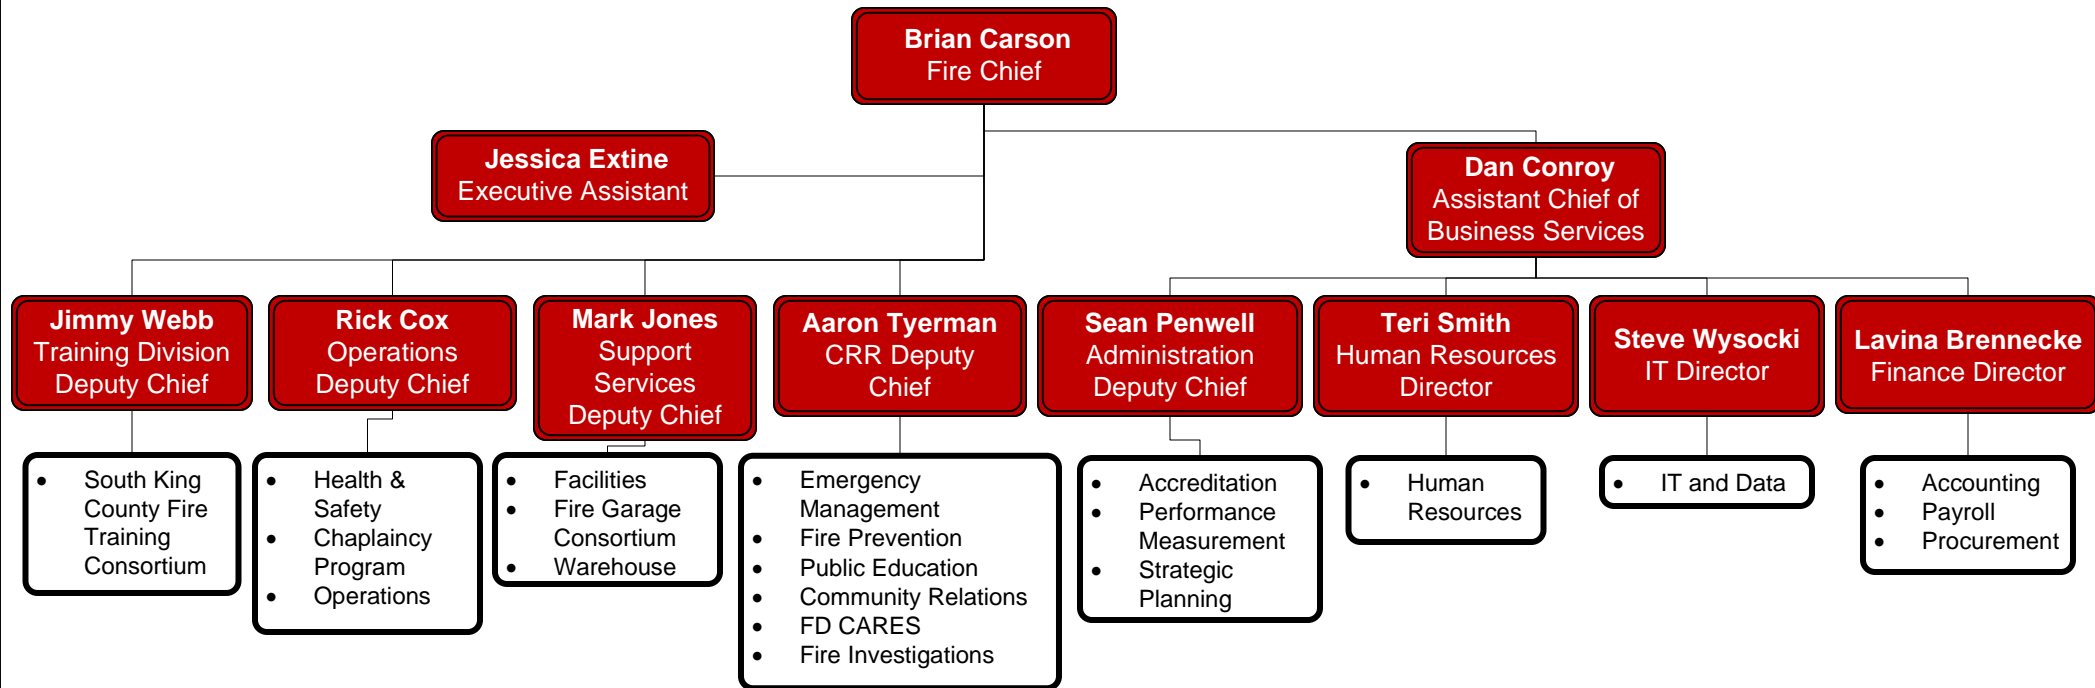 Brian Carson
Fire Chief
Jessica Extine
Executive Assistant
Dan Conroy
Assistant Chief of
Business Services
Jimmy Webb
Training Division
Deputy Chief
Rick Cox
Operations
Deputy Chief
Mark Jones
Support
Services
Deputy Chief
Aaron Tyerman
CRR Deputy
Chief
Sean Penwell
Administration
Deputy Chief
Teri Smith
Human Resources
Director
Steve Wysocki
IT Director
Lavina Brennecke
Finance Director
• South King
County Fire
Training
Consortium
• Health &
Safety
• Chaplaincy
Program
• Operations
• Facilities
• Fire Garage
Consortium
• Warehouse
• Emergency
Management
• Fire Prevention
• Public Education
• Community Relations
• FD CARES
• Fire Investigations
• Accreditation
• Performance
Measurement
• Strategic
Planning
• Human
Resources
• IT and Data
• Accounting
• Payroll
• Procurement